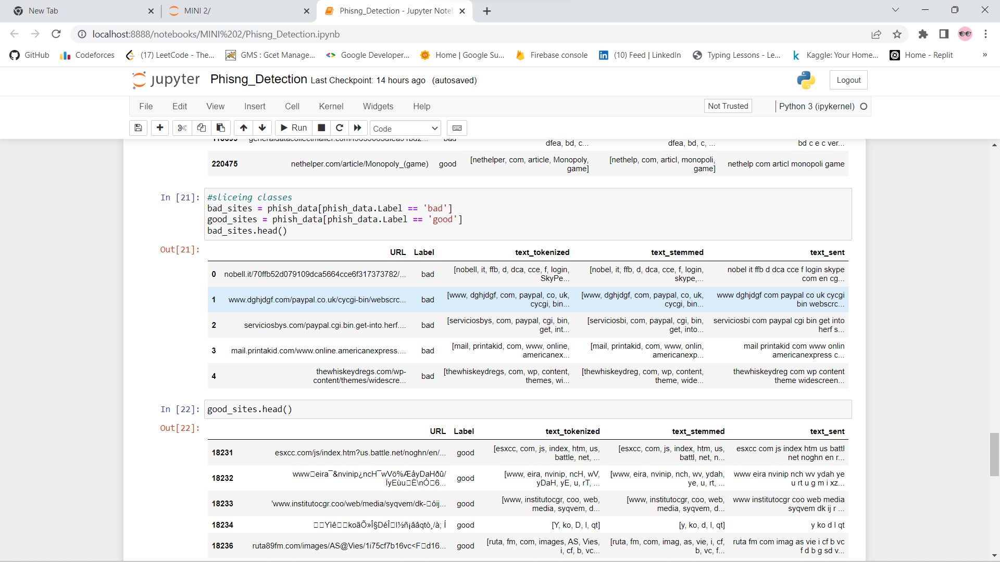 New Tab
MINI 2/
Phisng_Detection - Jupyter Note
localhost:8888/notebooks/MINI%202/Phisng_Detection.ipynb
GitHub
Codeforces
(17) LeetCode - The...
GMS : Gcet Manage...
Google Developer...
Home | Google Su...
Firebase console
(10) Feed | LinkedIn
Typing Lessons - Le...
Kaggle: Your Home...
Home - Replit
»
jupyter Phisng_Detection Last Checkpoint: 14 hours ago (autosaved)
Logout
File Edit View Insert Cell Kernel Widgets Help
Not Trusted
Python 3 (ipykernel)
Run
Code
bad
dfea, bd, c... dfea, bd, c, ... bd c e c ver...
220475 nethelper.com/article/Monopoly_(game) good [nethelper, com, article, Monopoly, game] [nethelp, com, articl, monopoli, game] nethelp com articl monopoli game
In [21]:
#sliceing classes
bad_sites = phish_data[phish_data.Label == 'bad']
good_sites = phish_data[phish_data.Label == 'good']
bad_sites.head()
Out[21]:
URL Label text_tokenized text_stemmed text_sent
0 nobell.it/70ffb52d079109dca5664cce6f317373782/... bad [nobell, it, ffb, d, dca, cce, f, login, SkyPe... [nobel, it, ffb, d, dca, cce, f, login, skype,... nobel it ffb d dca cce f login skype com en cg...
1 www.dghjdgf.com/paypal.co.uk/cycgi-bin/webscrc... bad [www, dghjdgf, com, paypal, co, uk, cycgi, bin... [www, dghjdgf, com, paypal, co, uk, cycgi, bin... www dghjdgf com paypal co uk cycgi bin webscrc...
2 serviciosbys.com/paypal.cgi.bin.get-into.herf.... bad [serviciosbys, com, paypal, cgi, bin, get, int... [serviciosbi, com, paypal, cgi, bin, get, into... serviciosbi com paypal cgi bin get into herf s...
3 mail.printakid.com/www.online.americanexpress.... bad [mail, printakid, com, www, online, americanex... [mail, printakid, com, www, onlin, americanexp... mail printakid com www onlin americanexpress c...
4 thewhiskeydregs.com/wp-content/themes/widescre... bad [thewhiskeydregs, com, wp, content, themes, wi... [thewhiskeydreg, com, wp, content, theme, wide... thewhiskeydreg com wp content theme widescreen...
In [22]:
good_sites.head()
Out[22]:
URL Label text_tokenized text_stemmed text_sent
18231 esxcc.com/js/index.htm?us.battle.net/noghn/en/... good [esxcc, com, js, index, htm, us, battle, net, ... [esxcc, com, js, index, htm, us, battl, net, n... esxcc com js index htm us battl net noghn en r...
18232 www□eira¯&nvinip¿ncH¯wVö%ÆåyDaHðû/ÏyEùu□Ë\nÓ□6... good [www, eira, nvinip, ncH, wV, yDaH, yE, u, rT, ... [www, eira, nvinip, nch, wv, ydah, ye, u, rt, ... www eira nvinip nch wv ydah ye u rt u g m i xz...
18233 'www.institutocgr.coo/web/media/syqvem/dk-□óij... good [www, institutocgr, coo, web, media, syqvem, d... [www, institutocgr, coo, web, media, syqvem, d... www institutocgr coo web media syqvem dk ij r ...
18234 □□Yìê□□koãÕ»Î§DéÎ□l½ñ¡ââqtò¸/à; Í good [Y, ko, D, l, qt] [y, ko, d, l, qt] y ko d l qt
18236 ruta89fm.com/images/AS@Vies/1i75cf7b16vc<F□d16... good [ruta, fm, com, images, AS, Vies, i, cf, b, vc... [ruta, fm, com, imag, as, vie, i, cf, b, vc, f... ruta fm com imag as vie i cf b vc f d b g sd v...